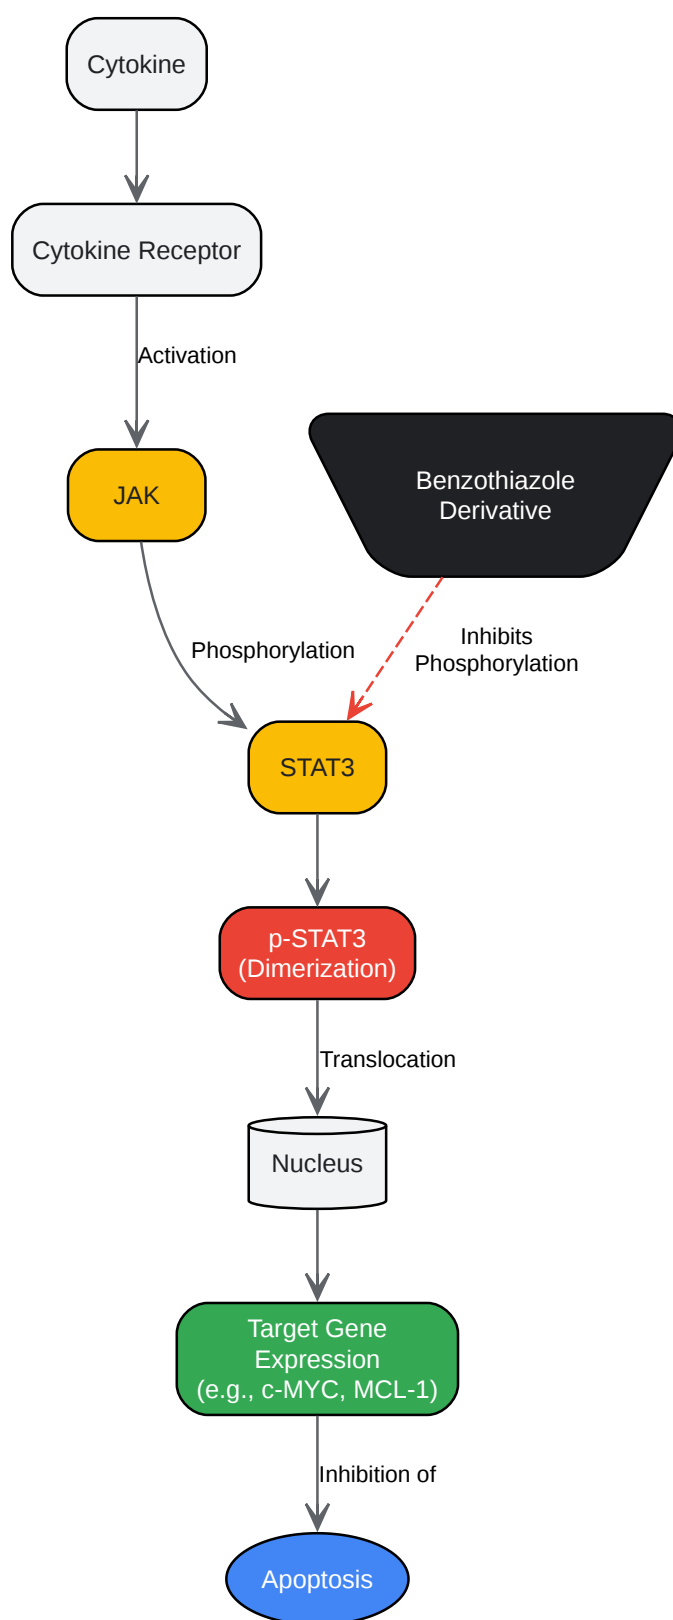 Cytokine
Cytokine Receptor
Activation
JAK
Benzothiazole
Derivative
Phosphorylation
Inhibits
Phosphorylation
STAT3
p-STAT3
(Dimerization)
Translocation
Nucleus
Target Gene
Expression
(e.g., c-MYC, MCL-1)
Inhibition of
Apoptosis